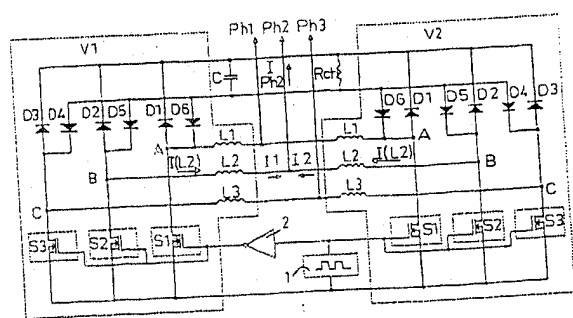 Ph1 Ph2 Ph3
V1 V2
C I Ph2 Rct
D3 D4 D2 D5 D1 D6 D6 D1 D5 D2 D4 D3
A L1 L1 A
B I(L2) L2 I1 I2 L2 I(L2) B
C L3 L3 C
S3 S2 S1 2 S1 S2 S3
1